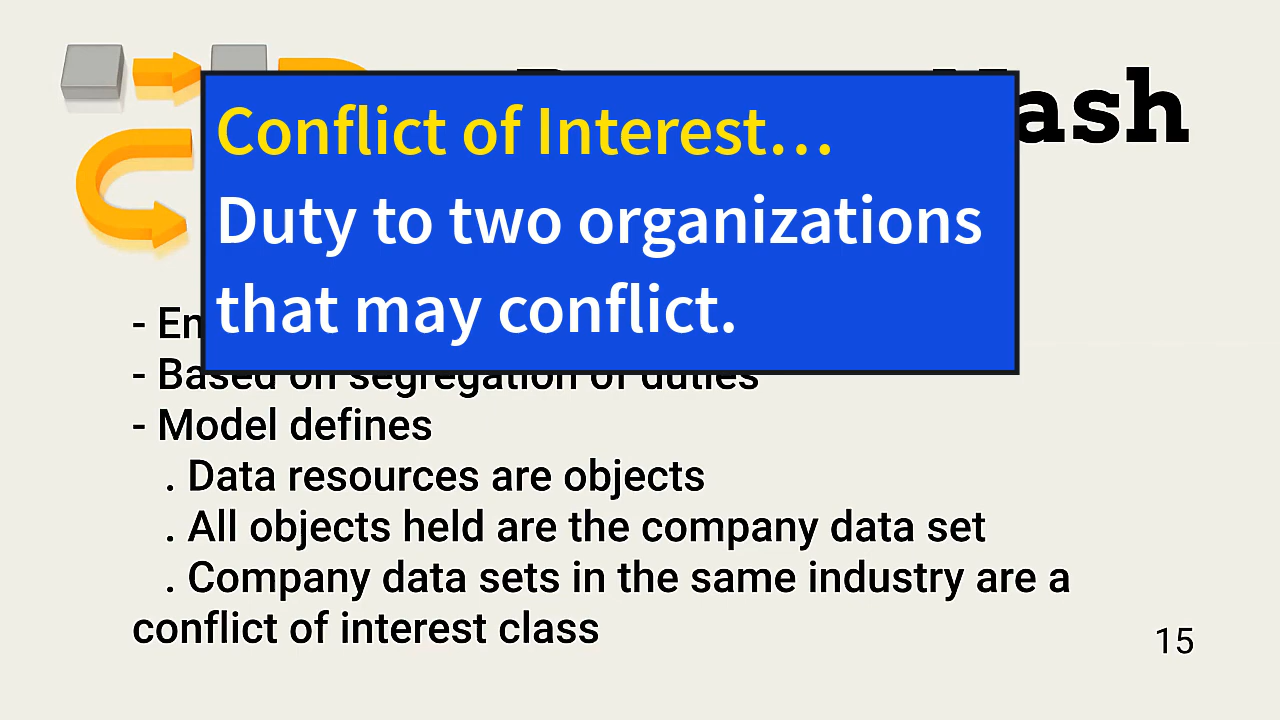 ash
Conflict of Interest...
Duty to two organizations
that may conflict.
- En
- Based on segregation of duties
- Model defines
. Data resources are objects
. All objects held are the company data set
. Company data sets in the same industry are a
conflict of interest class
15